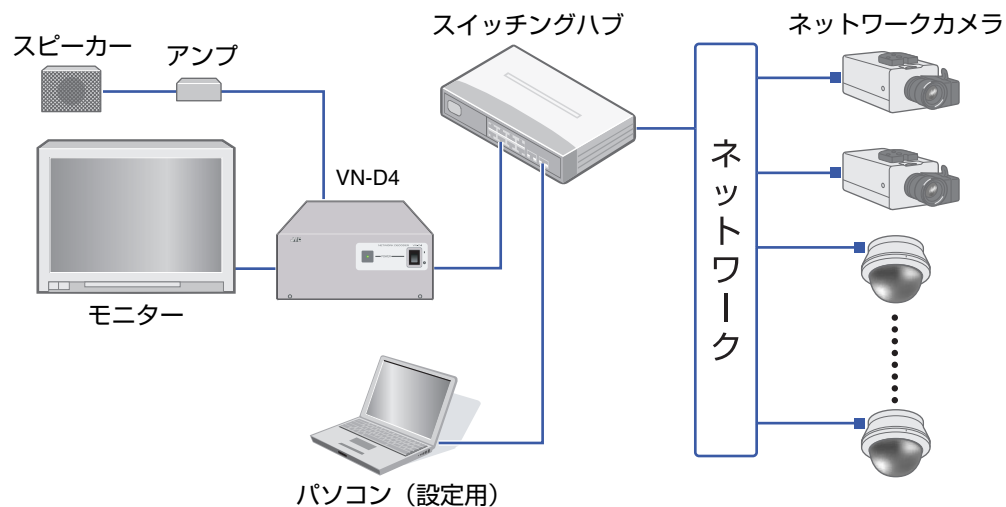 スイッチングハブ
ネットワークカメラ
スピーカー
アンプ
VN-D4
ネットワーク
モニター
パソコン（設定用）